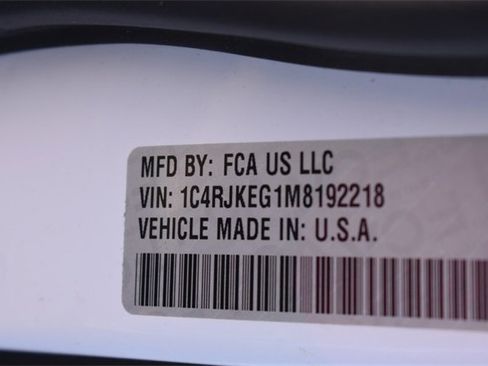 MFD BY: FCA US LLC
VIN: 1C4RJKEG1M8192218
VEHICLE MADE IN: U.S.A.